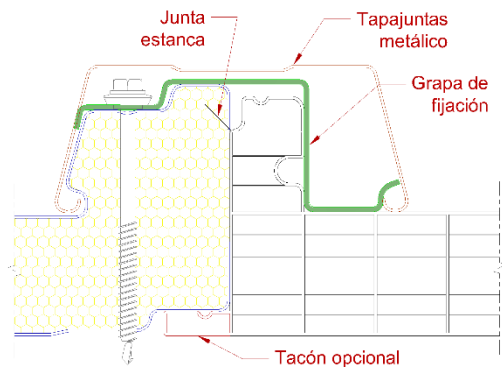 Junta
estanca
Tapajuntas
metálico
Grapa de
fijación
Tacón opcional